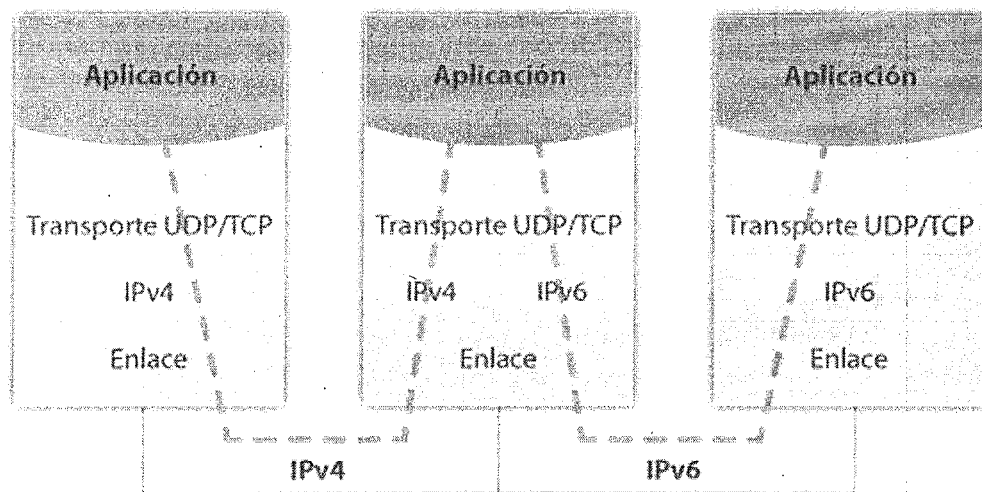 Aplicación
Aplicación
Aplicación
Transporte UDP/TCP
Transporte UDP/TCP
Transporte UDP/TCP
IPv4
IPv4
IPv6
IPv6
Enlace
Enlace
Enlace
IPv4
IPv6